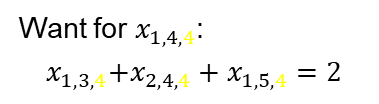 Want for x₁,₄,₄:
x₁,₃,₄+x₂,₄,₄ + x₁,₅,₄ = 2